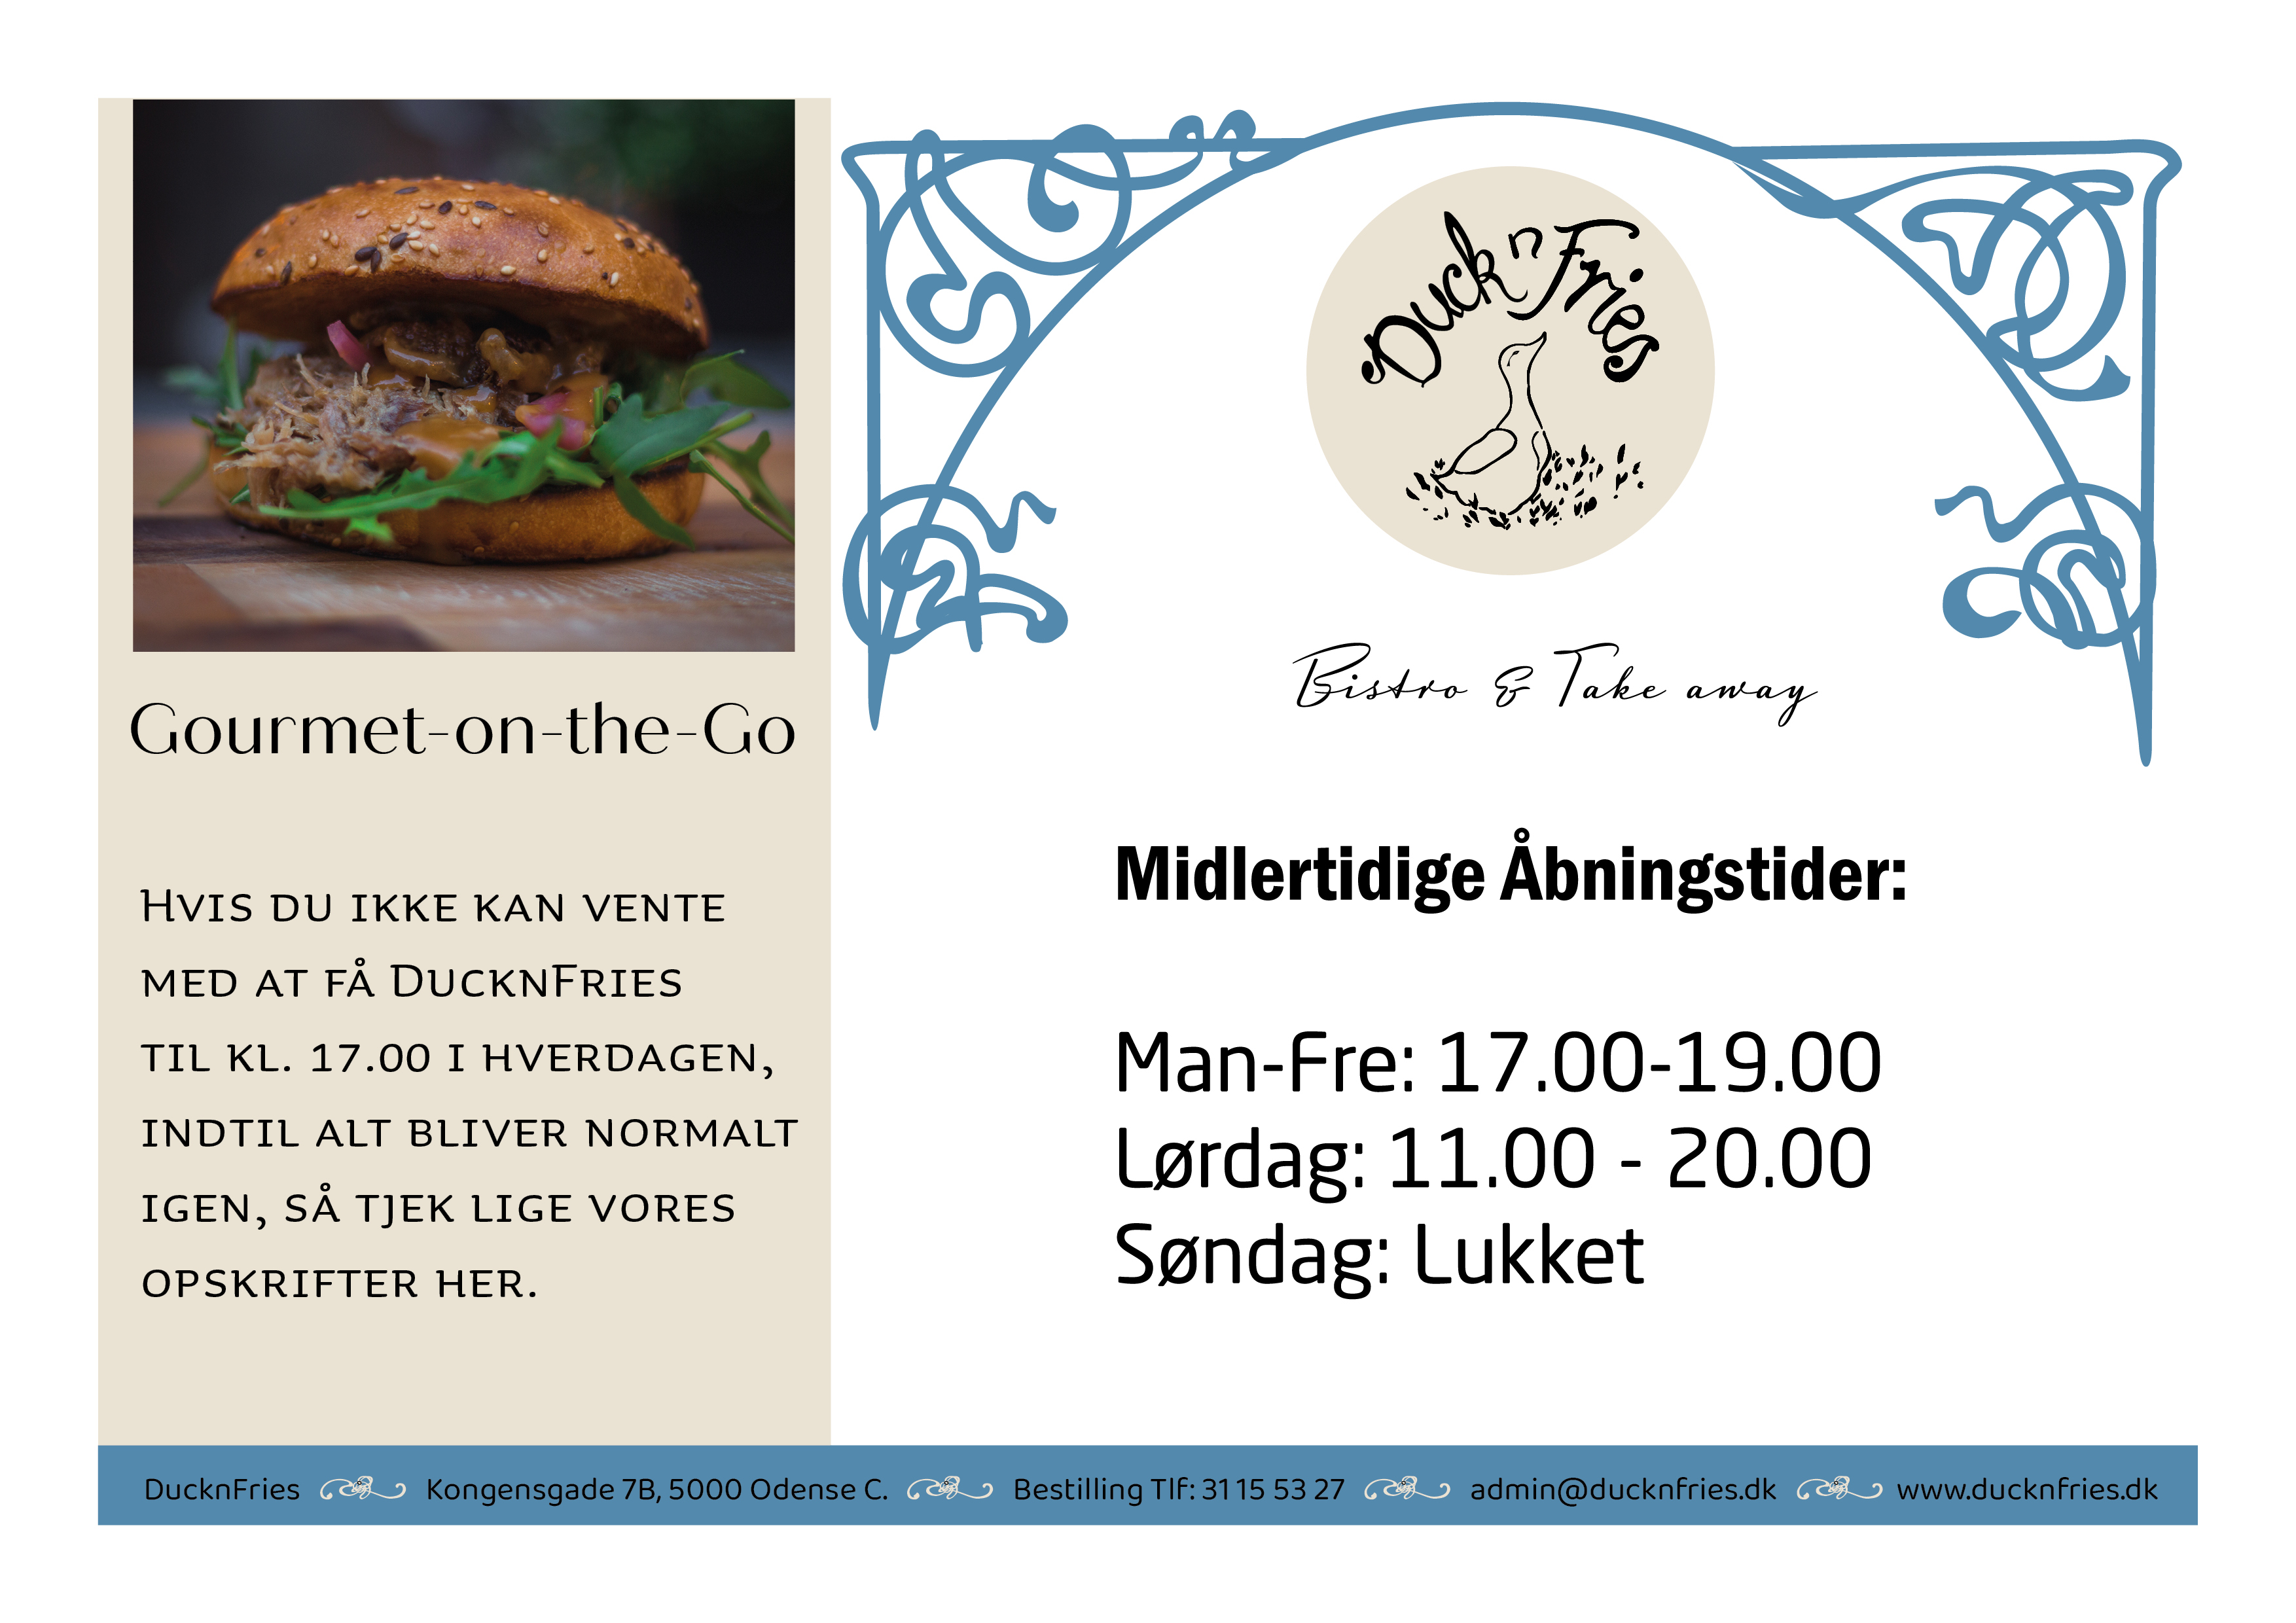 Gourmet-on-the-Go
Hvis du ikke kan vente
med at få DucknFries
til kl. 17.00 i hverdagen,
indtil alt bliver normalt
igen, så tjek lige vores
opskrifter her.
Duck n' Fries
Bistro & Take away
Midlertidige Åbningstider:
Man-Fre: 17.00-19.00
Lørdag: 11.00 - 20.00
Søndag: Lukket
DucknFries Kongensgade 7B, 5000 Odense C. Bestilling Tlf: 31 15 53 27 admin@ducknfries.dk www.ducknfries.dk